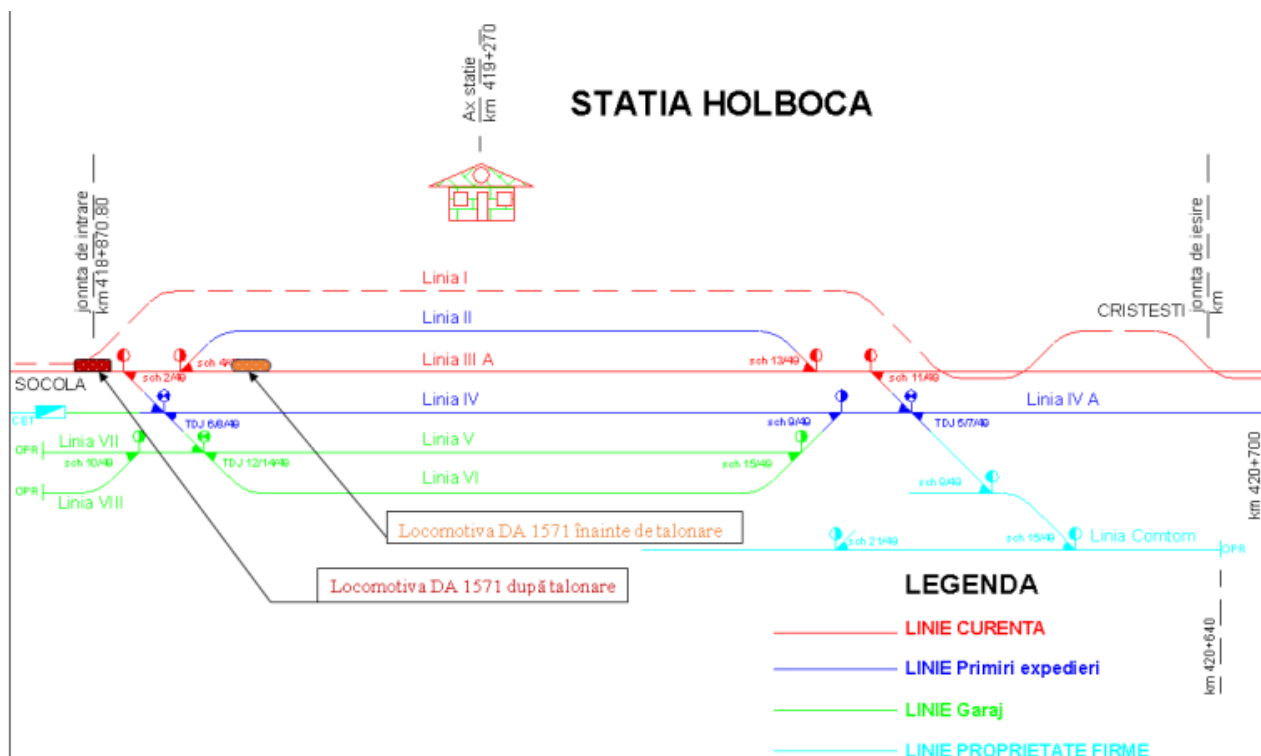 Ax statie
km 419+270
STATIA HOLBOCA
jonnta de intrare
km 418+870.80
jonnta de iesire
km
Linia I
CRISTESTI
Linia II
sch 4/49
Linia III A
sch 13/49
sch 2/49
sch 11/49
SOCOLA
Linia IV
Linia IV A
CET
TDJ 6/8/49
sch 9/49
TDJ 5/7/49
Linia VII
Linia V
OPR
sch 10/49
TDJ 12/14/49
sch 15/49
Linia VI
OPR
Linia VIII
sch 9/49
km 420+700
Locomotiva DA 1571 înainte de talonare
sch 21/49
sch 15/49
Linia Comtom
OPR
Locomotiva DA 1571 după talonare
LEGENDA
LINIE CURENTA
LINIE Primiri expedieri
km 420+640
LINIE Garaj
LINIE PROPRIETATE FIRME